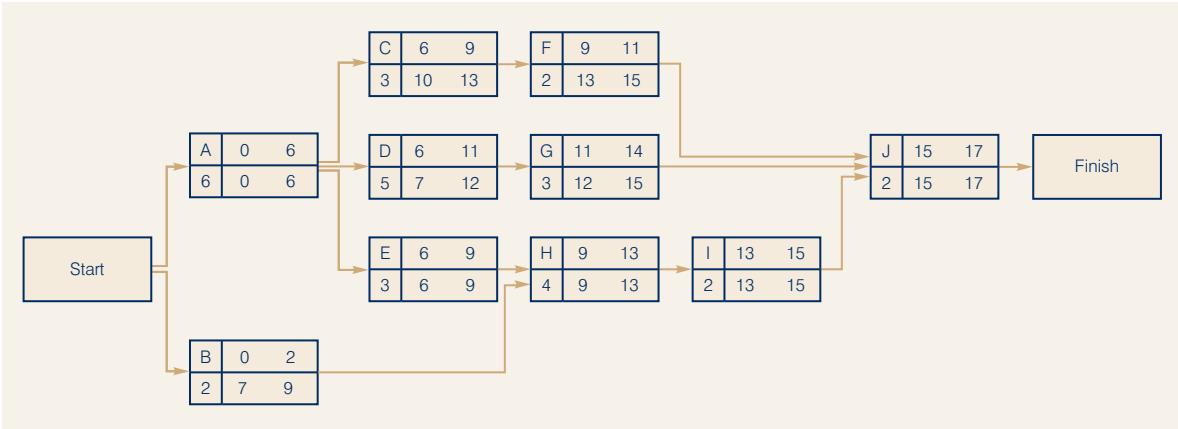 C 6 9
3 10 13
F 9 11
2 13 15
A 0 6
6 0 6
D 6 11
5 7 12
G 11 14
3 12 15
J 15 17
2 15 17
Finish
Start
E 6 9
3 6 9
H 9 13
4 9 13
I 13 15
2 13 15
B 0 2
2 7 9